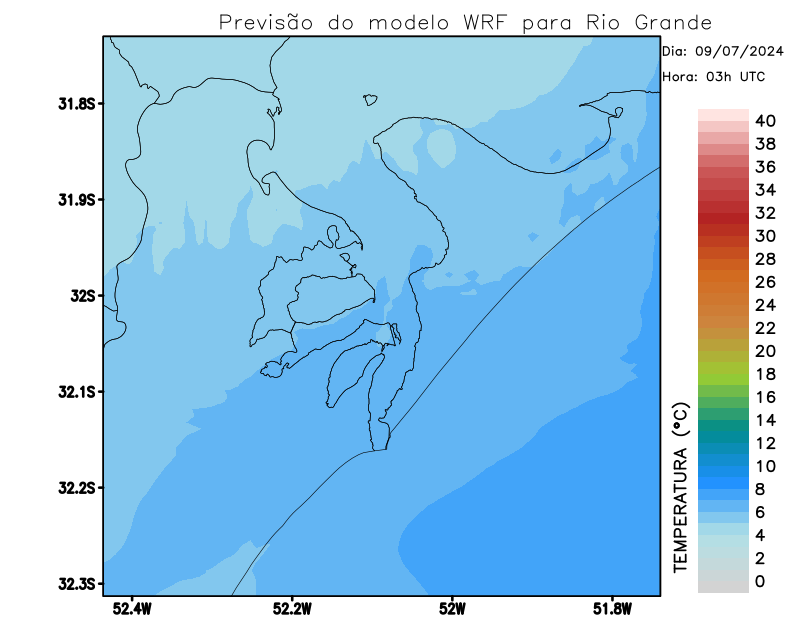 Previsão do modelo WRF para Rio Grande
Dia: 09/07/2024
Hora: 03h UTC
31.8S
31.9S
32S
32.1S
32.2S
32.3S
52.4W
52.2W
52W
51.8W
TEMPERATURA (°C)
40
38
36
34
32
30
28
26
24
22
20
18
16
14
12
10
8
6
4
2
0